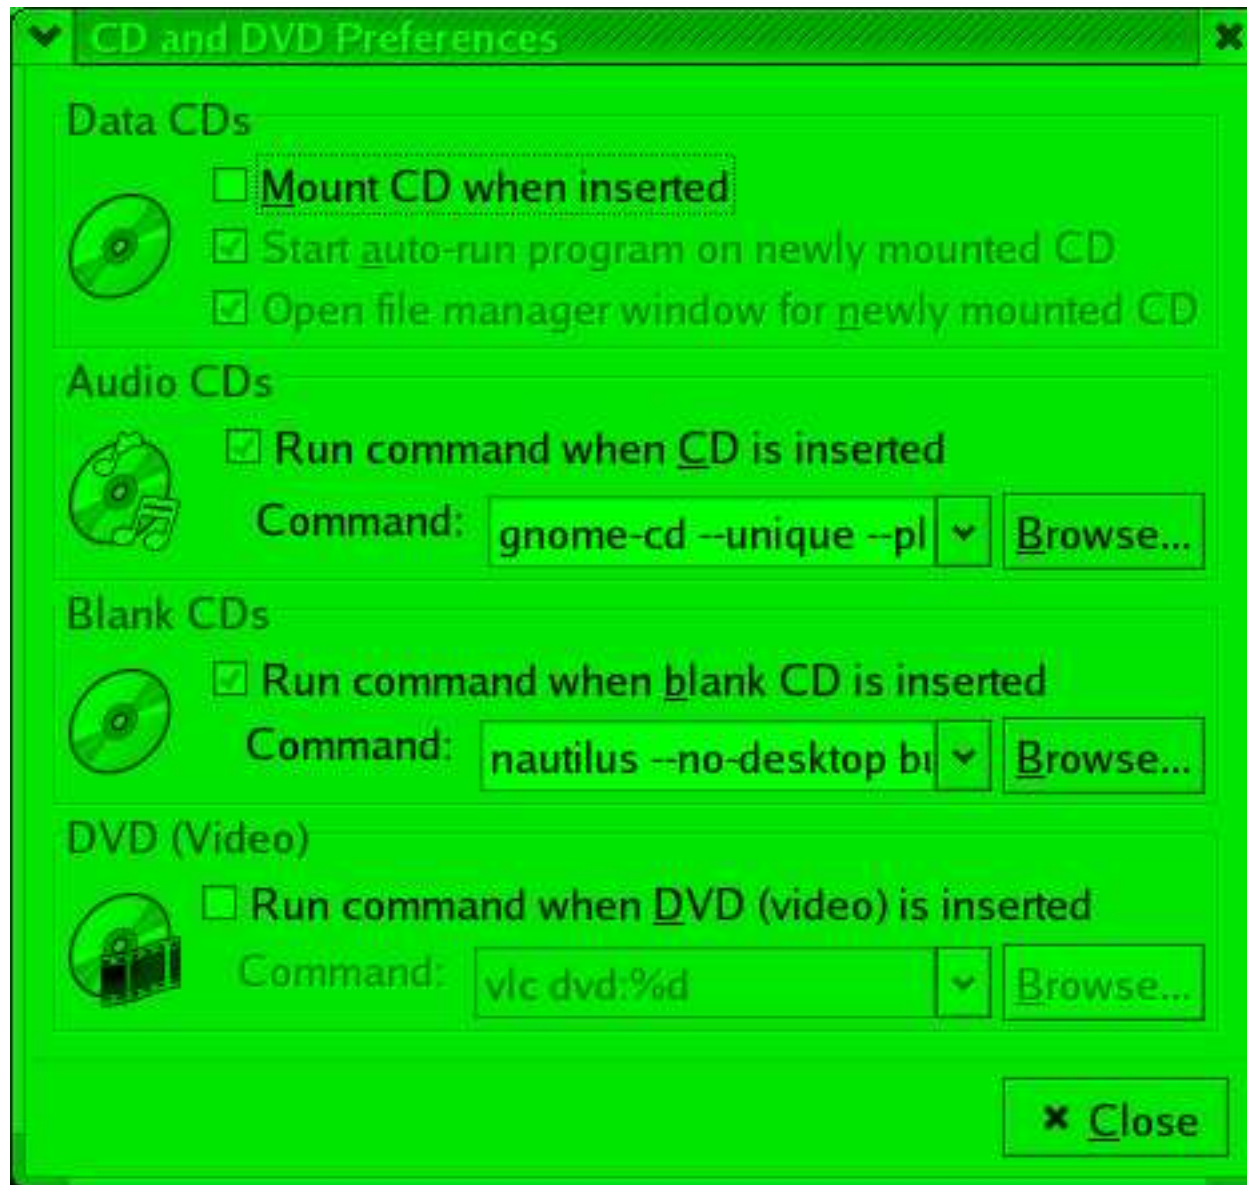 CD and DVD Preferences
Data CDs
Mount CD when inserted
Start auto-run program on newly mounted CD
Open file manager window for newly mounted CD
Audio CDs
Run command when CD is inserted
Command: gnome-cd --unique --pl Browse...
Blank CDs
Run command when blank CD is inserted
Command: nautilus --no-desktop bu Browse...
DVD (Video)
Run command when DVD (video) is inserted
Command: vlc dvd:%d Browse...
Close